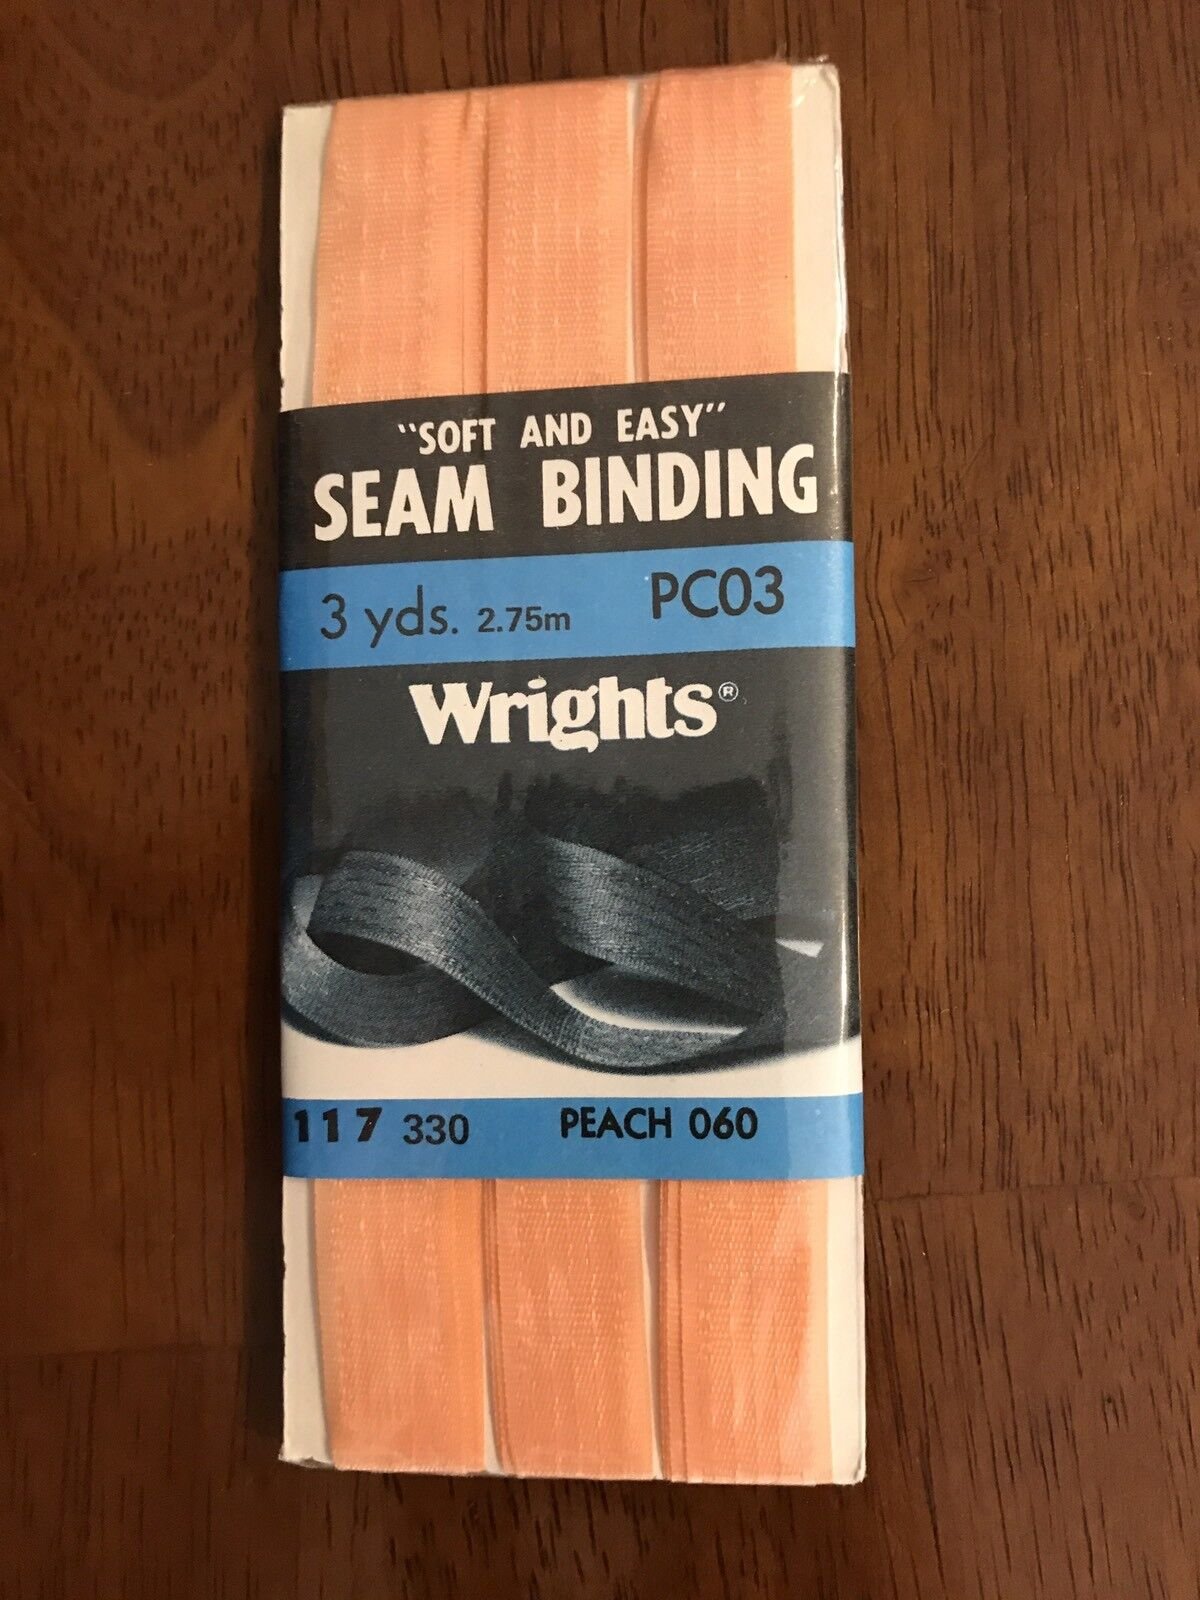 "SOFT AND EASY"
SEAM BINDING
3 yds. 2.75m PC03
Wrights®
117 330 PEACH 060